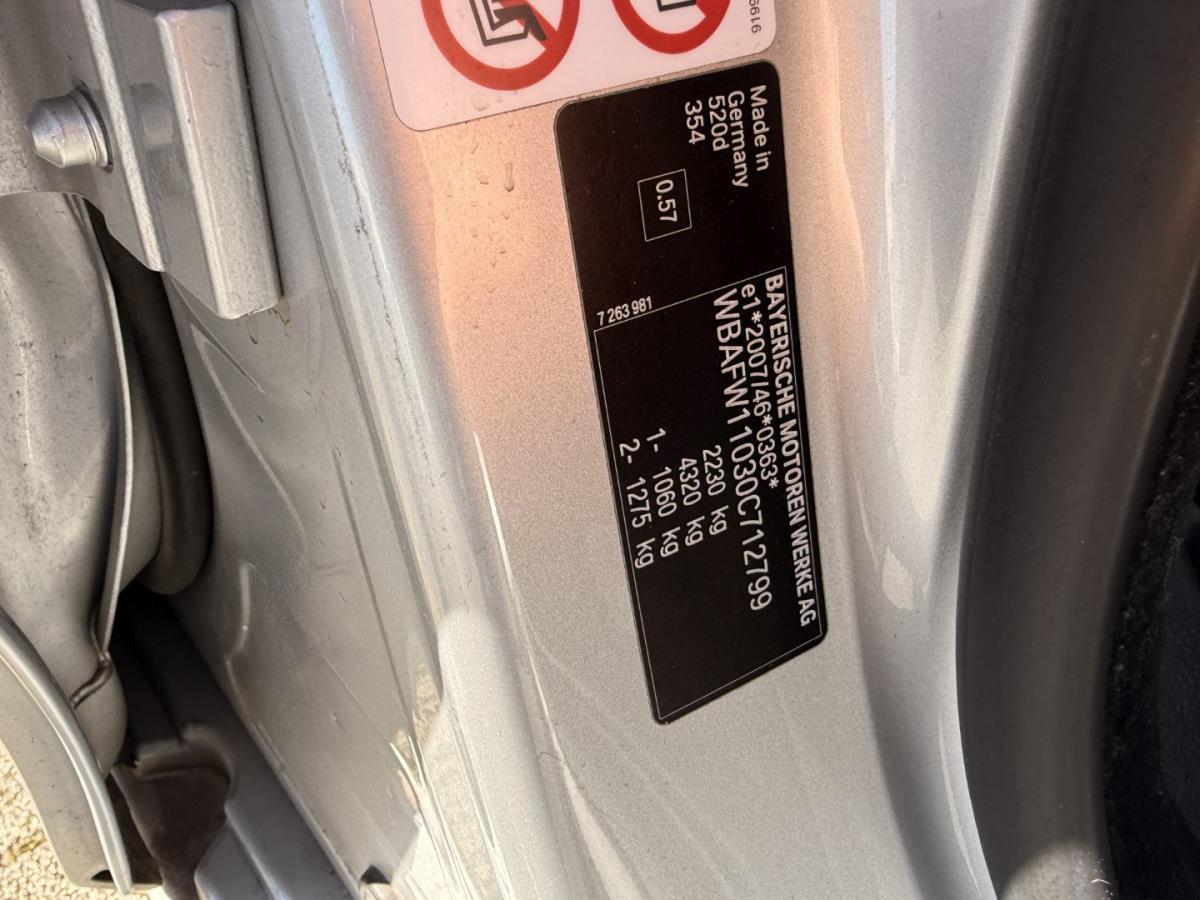 6616
Made in
Germany
520d
354
0.57
7 263 981
BAYERISCHE MOTOREN WERKE AG
e1*2007/46*0363*
WBAFW11030C712799
2230 kg
4320 kg
1- 1060 kg
2- 1275 kg